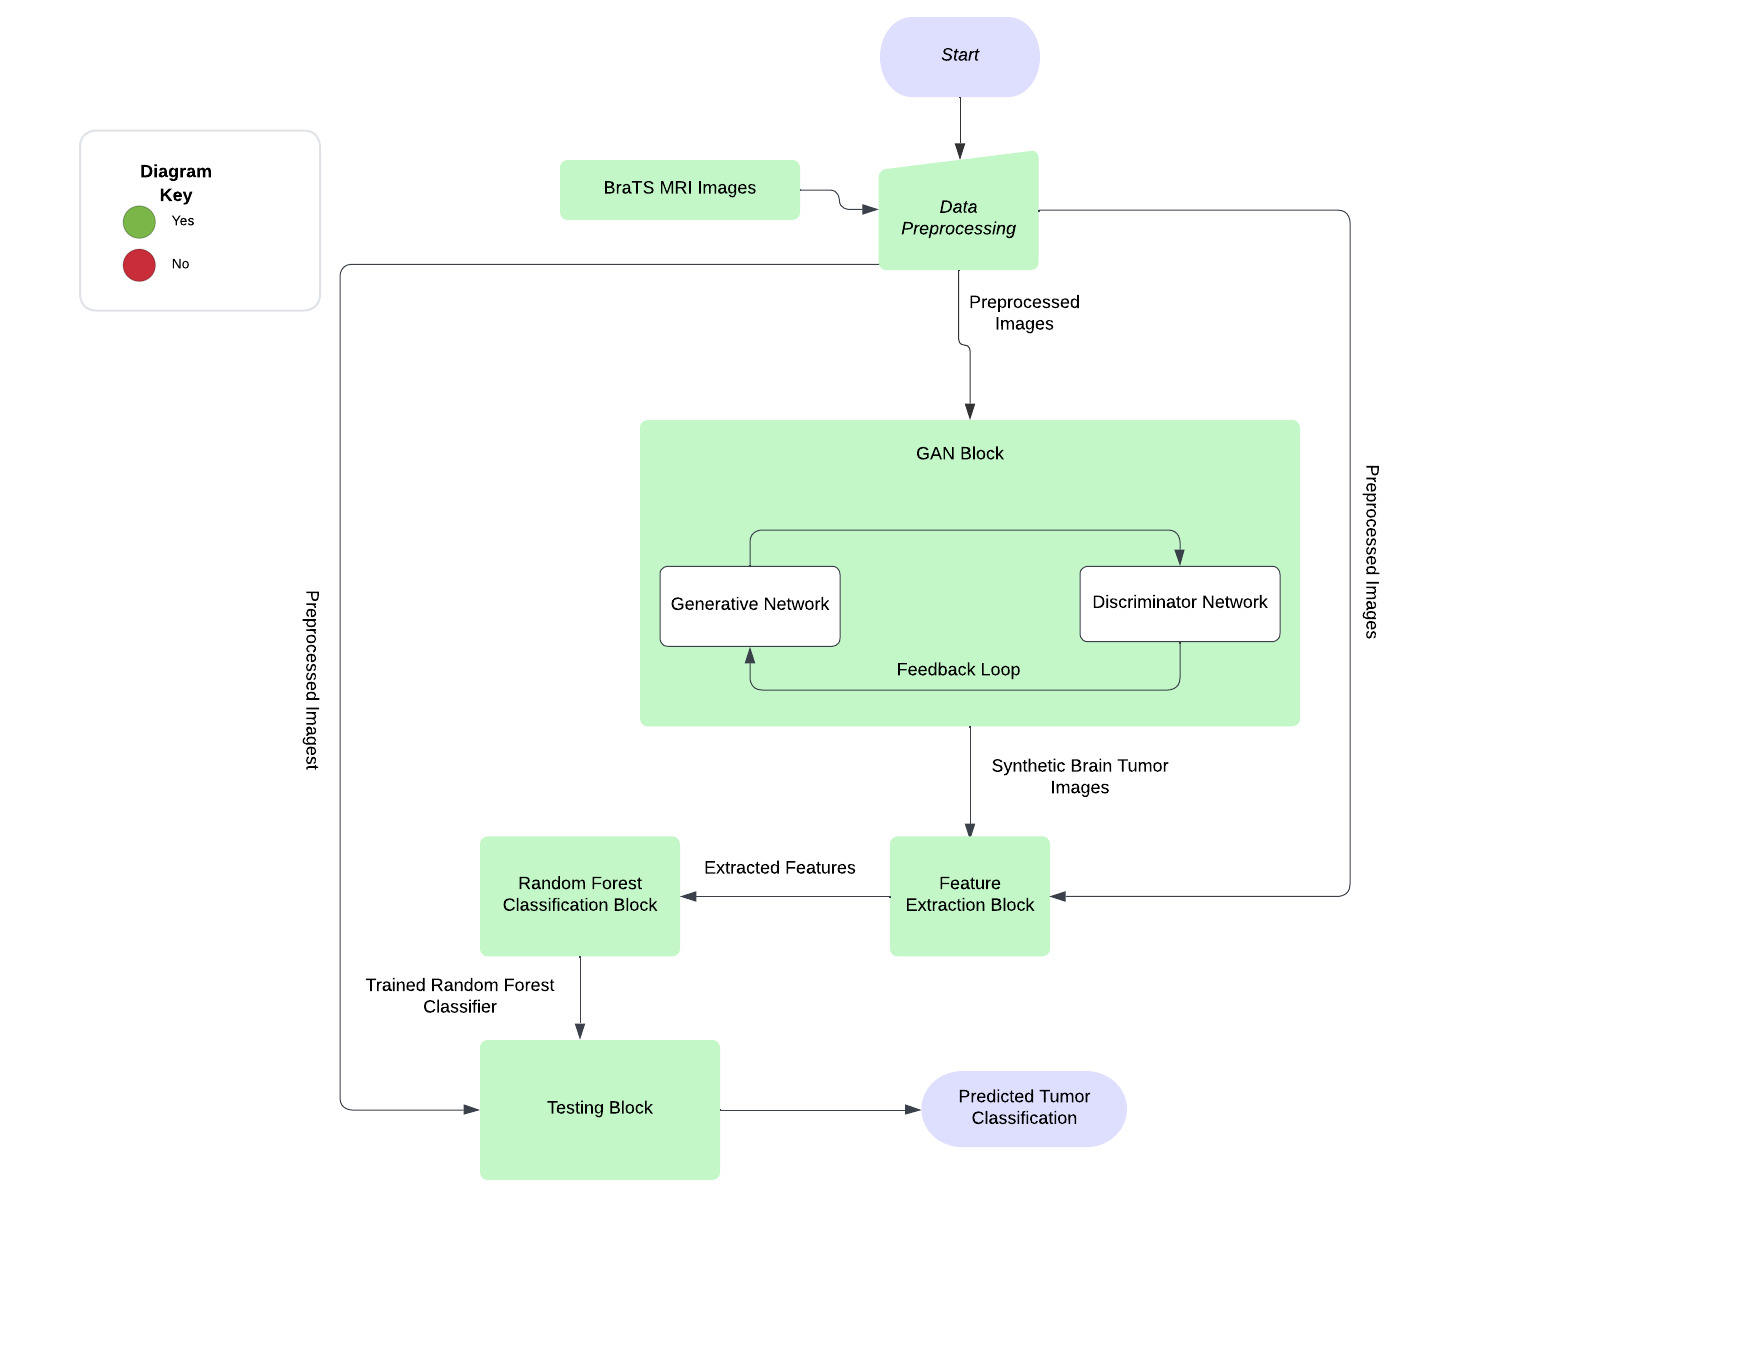 Start
Diagram
Key
Yes
No
BraTS MRI Images
Data
Preprocessing
Preprocessed
Images
GAN Block
Generative Network
Discriminator Network
Feedback Loop
Preprocessed Images
Preprocessed Imagest
Synthetic Brain Tumor
Images
Random Forest
Classification Block
Extracted Features
Feature
Extraction Block
Trained Random Forest
Classifier
Testing Block
Predicted Tumor
Classification